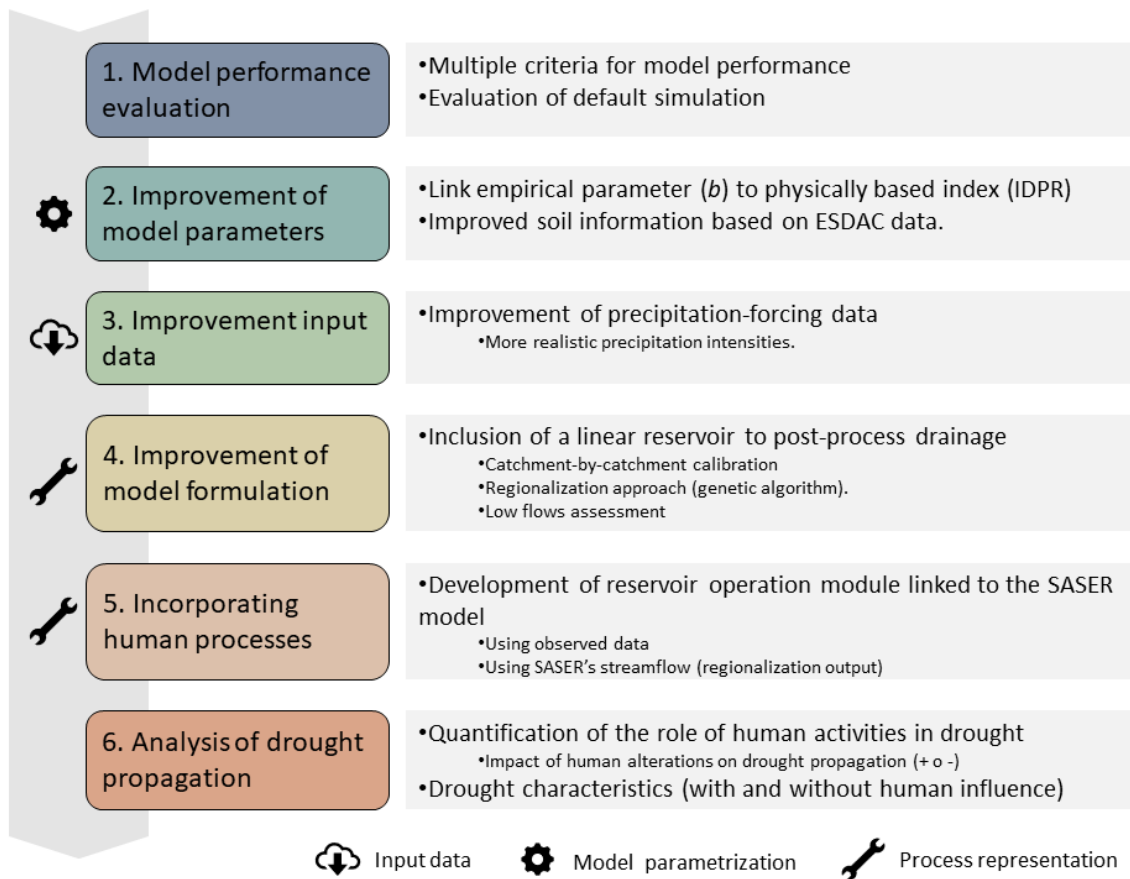 1. Model performance
evaluation
•Multiple criteria for model performance
•Evaluation of default simulation
2. Improvement of
model parameters
•Link empirical parameter (b) to physically based index (IDPR)
•Improved soil information based on ESDAC data.
3. Improvement input
data
•Improvement of precipitation-forcing data
•More realistic precipitation intensities.
4. Improvement of
model formulation
•Inclusion of a linear reservoir to post-process drainage
•Catchment-by-catchment calibration
•Regionalization approach (genetic algorithm).
•Low flows assessment
5. Incorporating
human processes
•Development of reservoir operation module linked to the SASER
model
•Using observed data
•Using SASER's streamflow (regionalization output)
6. Analysis of drought
propagation
•Quantification of the role of human activities in drought
•Impact of human alterations on drought propagation (+ o -)
•Drought characteristics (with and without human influence)
Input data
Model parametrization
Process representation